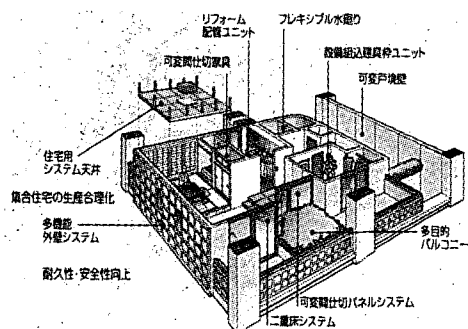 リフォーム
配管ユニット
フレキシブル水廻り
可変間仕切家具
設備組込建具枠ユニット
可変戸境壁
住宅用
システム天井
集合住宅の生産合理化
多機能
外壁システム
多目的
バルコニー
耐久性・安全性向上
可変間仕切パネルシステム
二重床システム